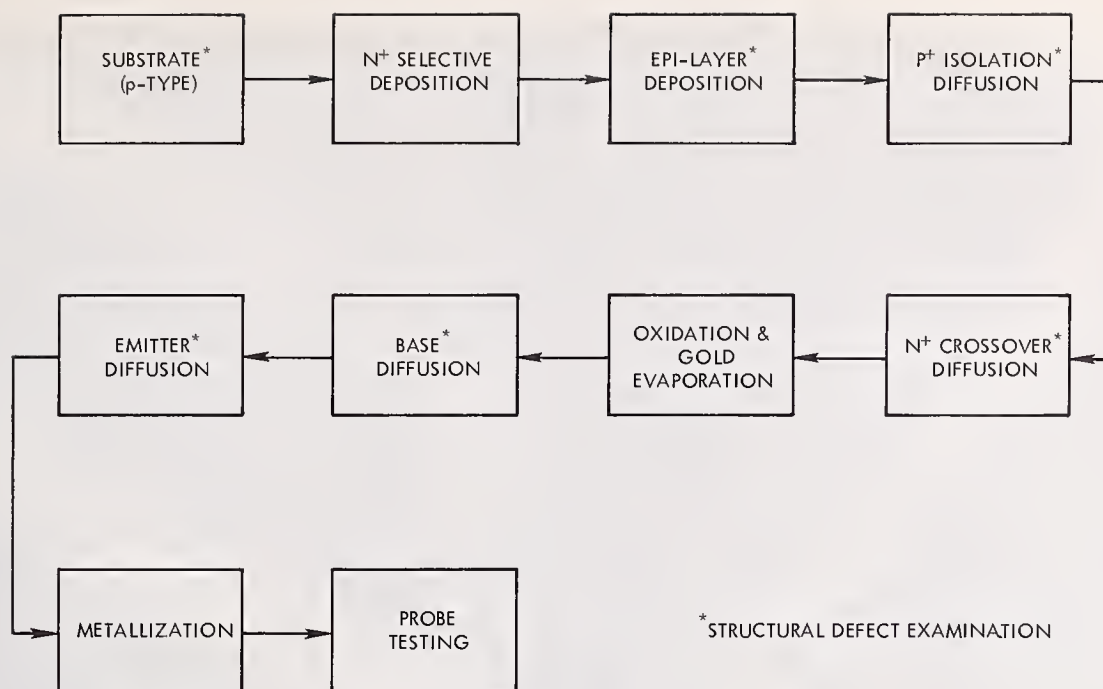 SUBSTRATE*
(p-TYPE)
N+ SELECTIVE
DEPOSITION
EPI-LAYER*
DEPOSITION
P+ ISOLATION*
DIFFUSION
N+ CROSSOVER*
DIFFUSION
OXIDATION &
GOLD
EVAPORATION
BASE*
DIFFUSION
EMITTER*
DIFFUSION
METALLIZATION
PROBE
TESTING
*STRUCTURAL DEFECT EXAMINATION